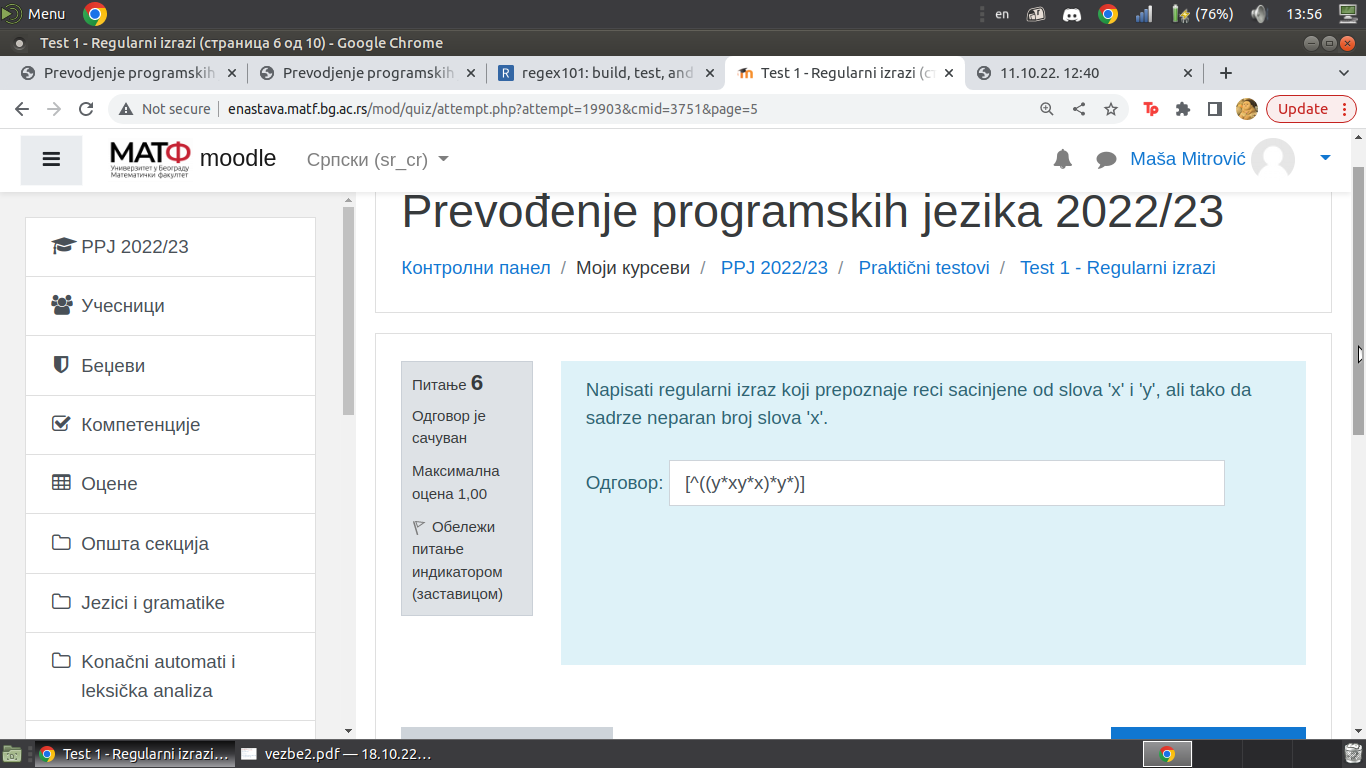 Menu
en
(76%)
13:56
Test 1 - Regularni izrazi (страница 6 од 10) - Google Chrome
Prevodjenje programskih
Prevodjenje programskih
regex101: build, test, and
Test 1 - Regularni izrazi (ст
11.10.22. 12:40
Not secure
enastava.matf.bg.ac.rs/mod/quiz/attempt.php?attempt=19903&cmid=3751&page=5
Update
МАТФ
Универзитет у Београду
Математички факултет
moodle
Српски (sr_cr)
Maša Mitrović
PPJ 2022/23
Учесници
Беџеви
Компетенције
Оцене
Општа секција
Jezici i gramatike
Konačni automati i
leksička analiza
Prevođenje programskih jezika 2022/23
Контролни панел / Моји курсеви / PPJ 2022/23 / Praktični testovi / Test 1 - Regularni izrazi
Питање 6
Одговор је
сачуван
Максимална
оцена 1,00
Обележи
питање
индикатором
(заставицом)
Napisati regularni izraz koji prepoznaje reci sacinjene od slova 'x' i 'y', ali tako da
sadrze neparan broj slova 'x'.
Одговор: [^((y*xy*x)*y*)]
Test 1 - Regularni izrazi...
vezbe2.pdf — 18.10.22...